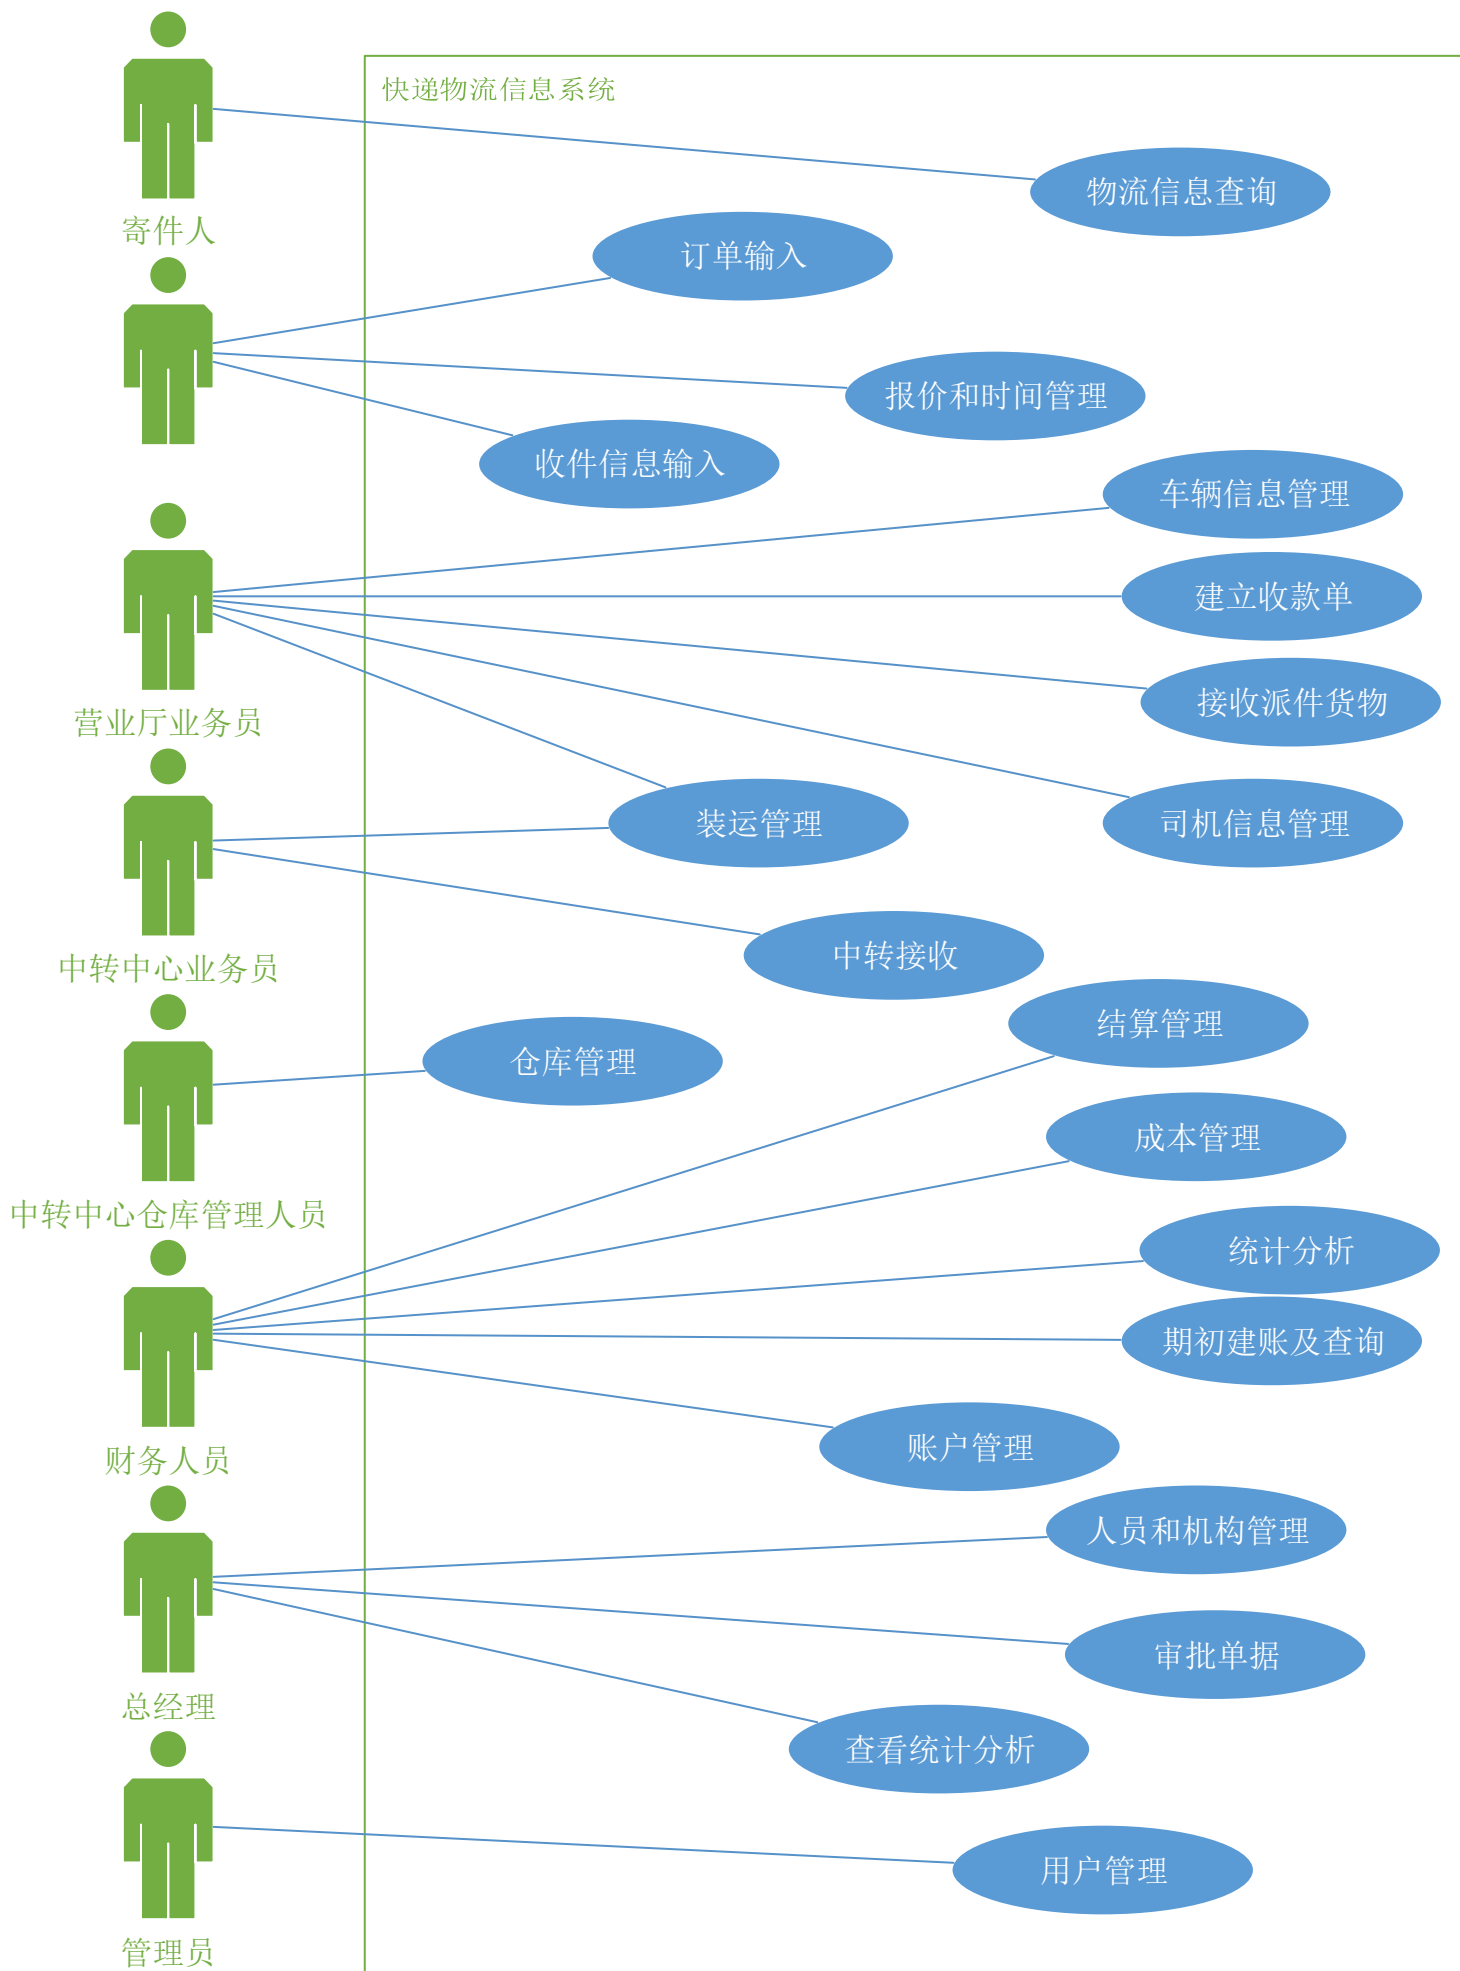 快递物流信息系统
物流信息查询
寄件人
订单输入
报价和时间管理
收件信息输入
车辆信息管理
建立收款单
接收派件货物
营业厅业务员
装运管理
司机信息管理
中转接收
中转中心业务员
结算管理
仓库管理
成本管理
中转中心仓库管理人员
统计分析
期初建账及查询
账户管理
财务人员
人员和机构管理
审批单据
总经理
查看统计分析
用户管理
管理员